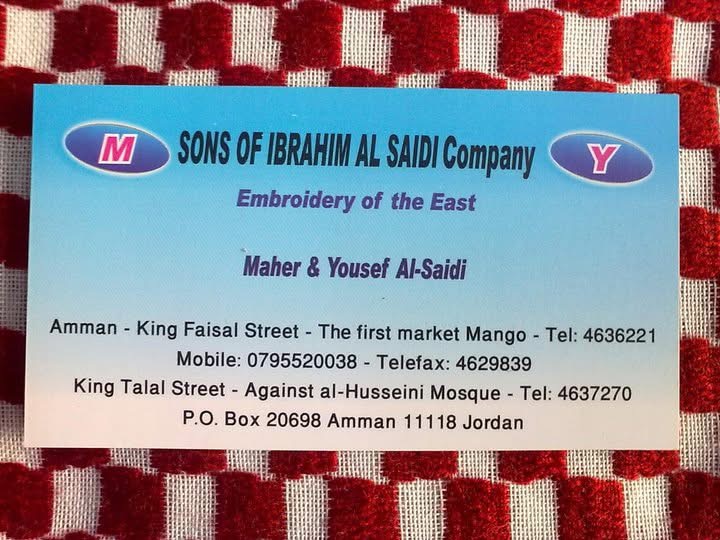 M SONS OF IBRAHIM AL SAIDI Company Y
Embroidery of the East
Maher & Yousef Al-Saidi
Amman - King Faisal Street - The first market Mango - Tel: 4636221
Mobile: 0795520038 - Telefax: 4629839
King Talal Street - Against al-Husseini Mosque - Tel: 4637270
P.O. Box 20698 Amman 11118 Jordan